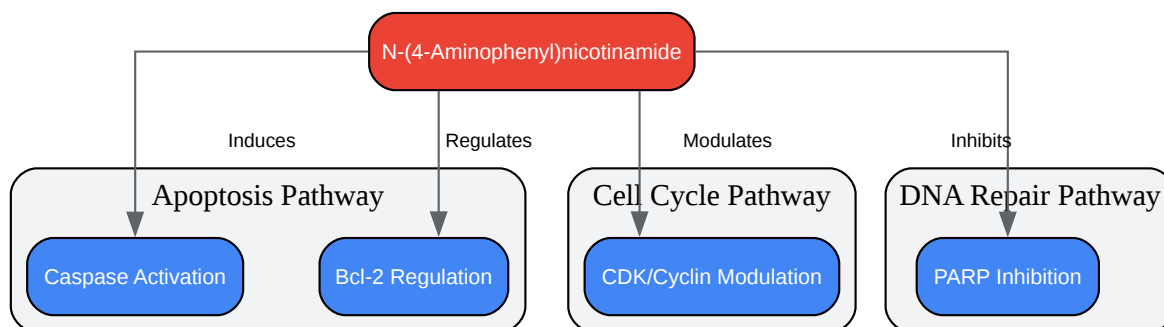 N-(4-Aminophenyl)nicotinamide
Induces
Regulates
Modulates
Inhibits
Apoptosis Pathway
Cell Cycle Pathway
DNA Repair Pathway
Caspase Activation
Bcl-2 Regulation
CDK/Cyclin Modulation
PARP Inhibition